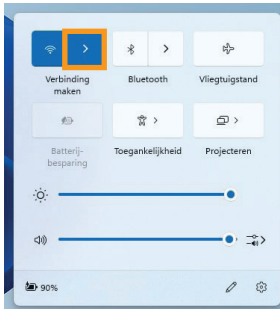 Verbinding maken
Bluetooth
Vliegtuigstand
Batterij-
besparing
Toegankelijkheid
Projecteren
90%